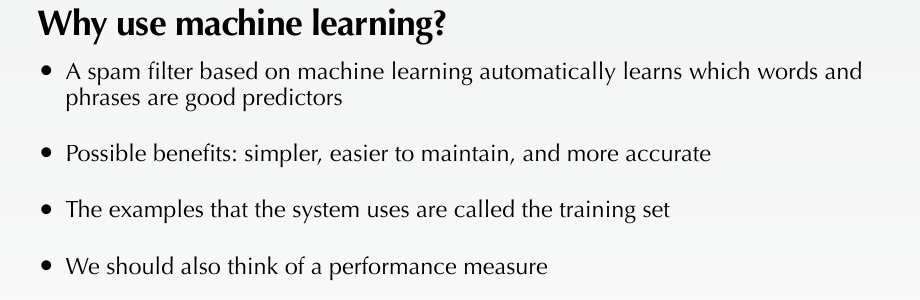 Why use machine learning?
• A spam filter based on machine learning automatically learns which words and
phrases are good predictors
• Possible benefits: simpler, easier to maintain, and more accurate
• The examples that the system uses are called the training set
• We should also think of a performance measure